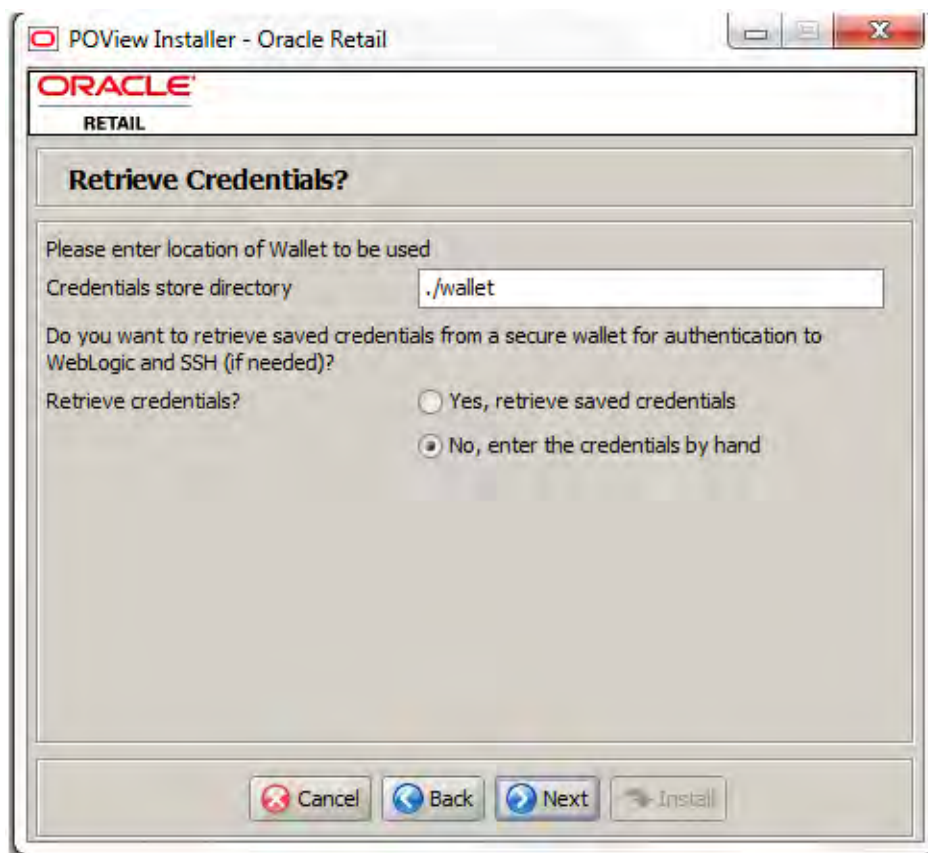 POView Installer - Oracle Retail
ORACLE'
RETAIL
Retrieve Credentials?
Please enter location of Wallet to be used
Credentials store directory
./wallet
Do you want to retrieve saved credentials from a secure wallet for authentication to
WebLogic and SSH (if needed)?
Retrieve credentials?
Yes, retrieve saved credentials
No, enter the credentials by hand
Cancel
Back
Next
Install